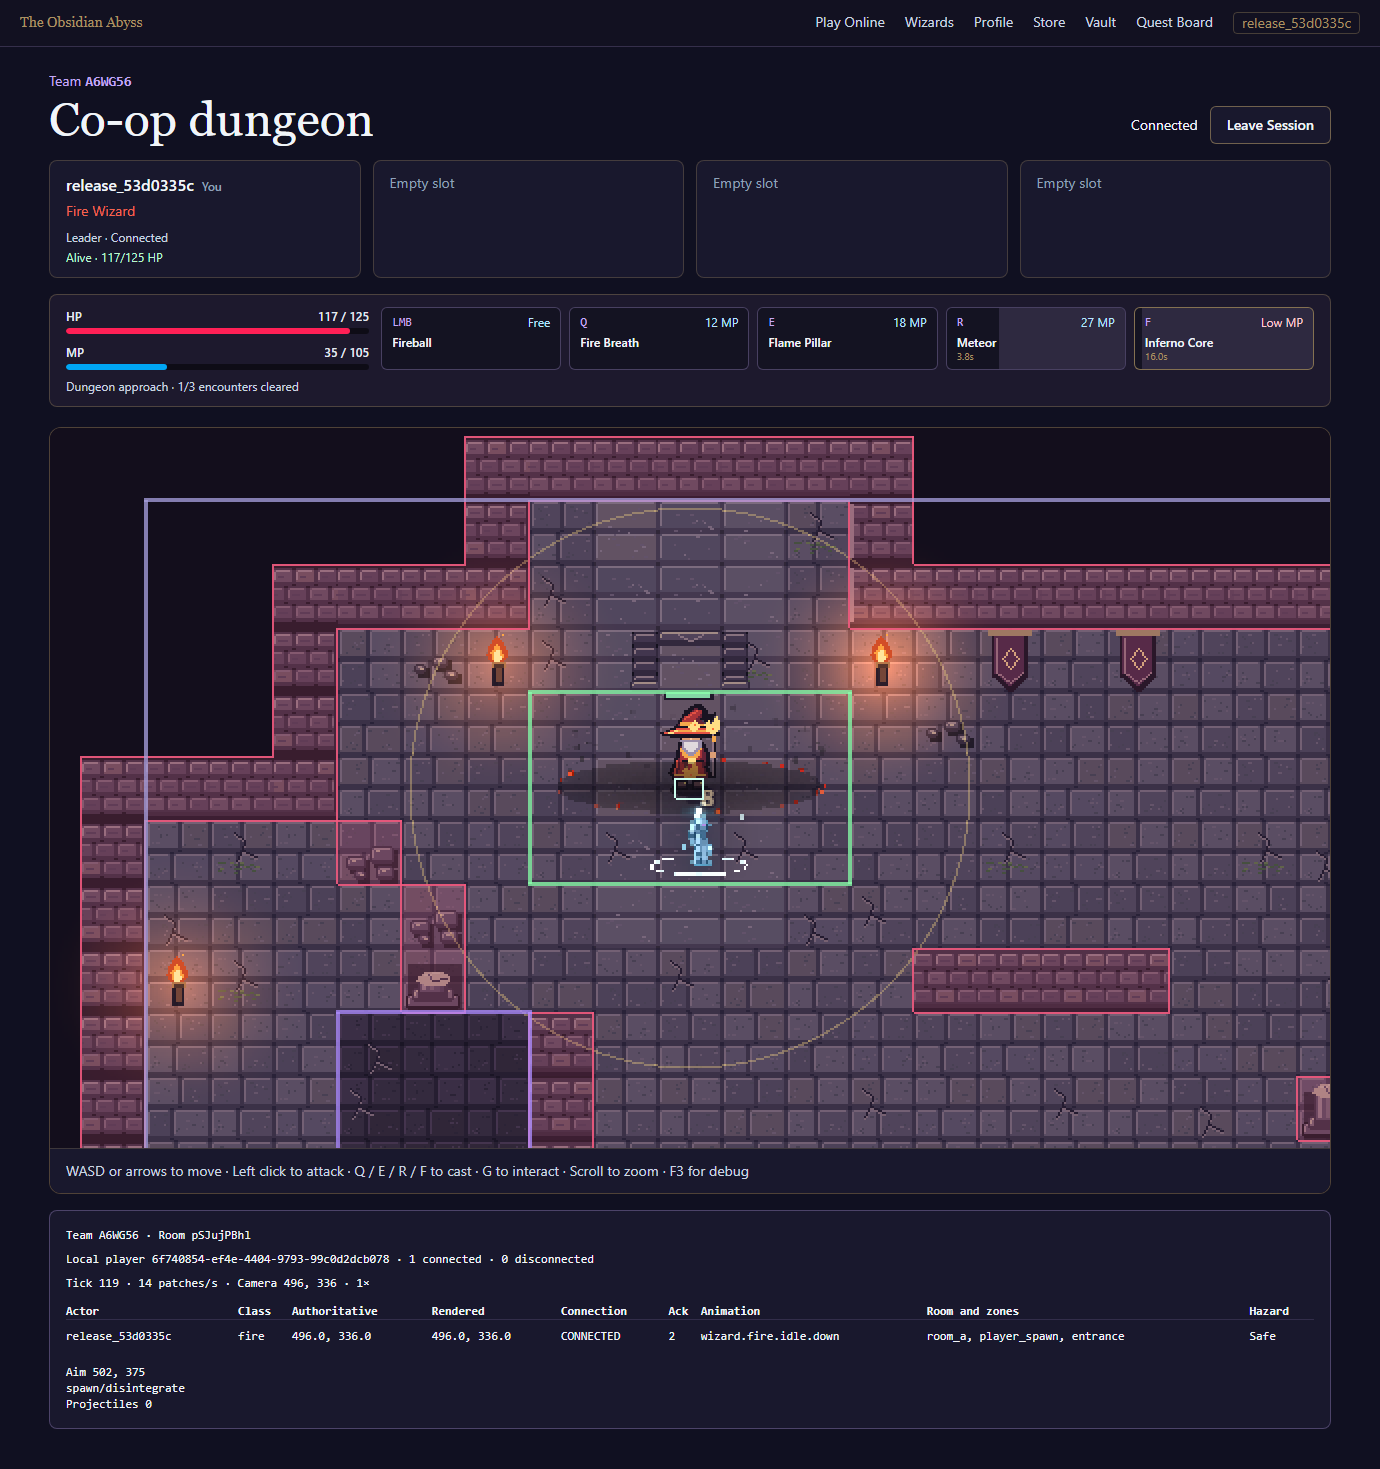 The Obsidian Abyss
Play Online Wizards Profile Store Vault Quest Board release_53d0335c
Team A6WG56
Co-op dungeon
Connected Leave Session
release_53d0335c You
Fire Wizard
Leader · Connected
Alive · 117/125 HP
Empty slot
Empty slot
Empty slot
HP 117 / 125
MP 35 / 105
Dungeon approach · 1/3 encounters cleared
LMB Free
Fireball
Q 12 MP
Fire Breath
E 18 MP
Flame Pillar
R 27 MP
Meteor
3.8s
F Low MP
Inferno Core
16.0s
8
WASD or arrows to move · Left click to attack · Q / E / R / F to cast · G to interact · Scroll to zoom · F3 for debug
Team A6WG56 · Room pSJujPBhl
Local player 6f740854-ef4e-4404-9793-99c0d2dcb078 · 1 connected · 0 disconnected
Tick 119 · 14 patches/s · Camera 496, 336 · 1×
Actor Class Authoritative Rendered Connection Ack Animation Room and zones Hazard
release_53d0335c fire 496.0, 336.0 496.0, 336.0 CONNECTED 2 wizard.fire.idle.down room_a, player_spawn, entrance Safe
Aim 502, 375
spawn/disintegrate
Projectiles 0